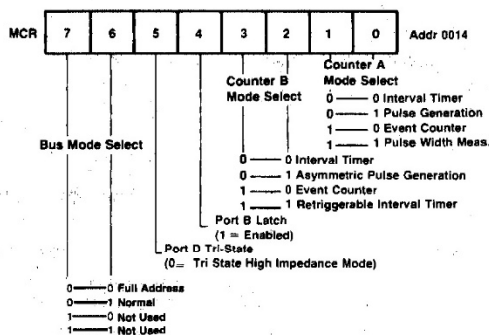 MCR 7 6 5 4 3 2 1 0 Addr 0014
Counter A
Mode Select
0 — 0 Interval Timer
0 — 1 Pulse Generation
1 — 0 Event Counter
1 — 1 Pulse Width Meas.
Counter B
Mode Select
0 — 0 Interval Timer
0 — 1 Asymmetric Pulse Generation
1 — 0 Event Counter
1 — 1 Retriggerable Interval Timer
Port B Latch
(1 = Enabled)
Port D Tri-State
(0= Tri State High Impedance Mode)
Bus Mode Select
0 — 0 Full Address
0 — 1 Normal
1 — 0 Not Used
1 — 1 Not Used